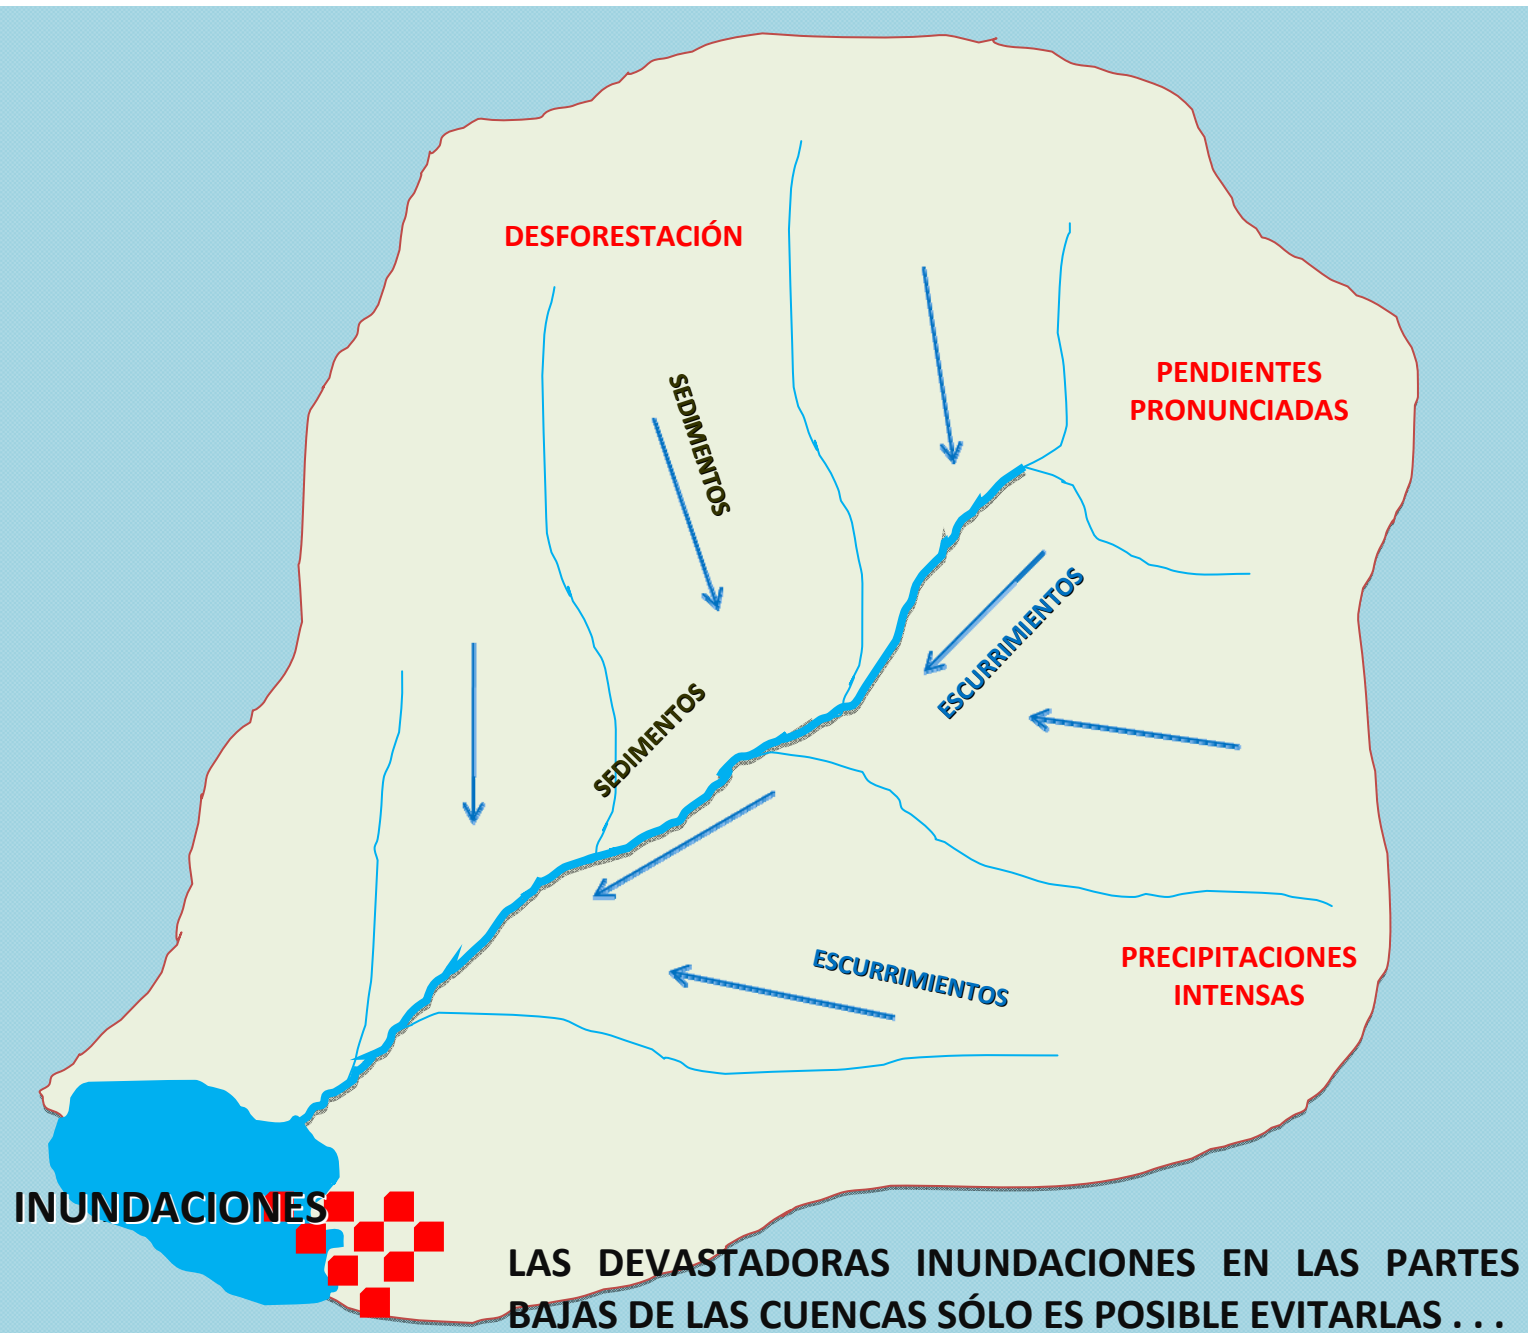 DESFORESTACIÓN
PENDIENTES
PRONUNCIADAS
SEDIMENTOS
ESCURRIMIENTOS
SEDIMENTOS
ESCURRIMIENTOS
PRECIPITACIONES
INTENSAS
INUNDACIONES
LAS DEVASTADORAS INUNDACIONES EN LAS PARTES
BAJAS DE LAS CUENCAS SÓLO ES POSIBLE EVITARLAS . . .